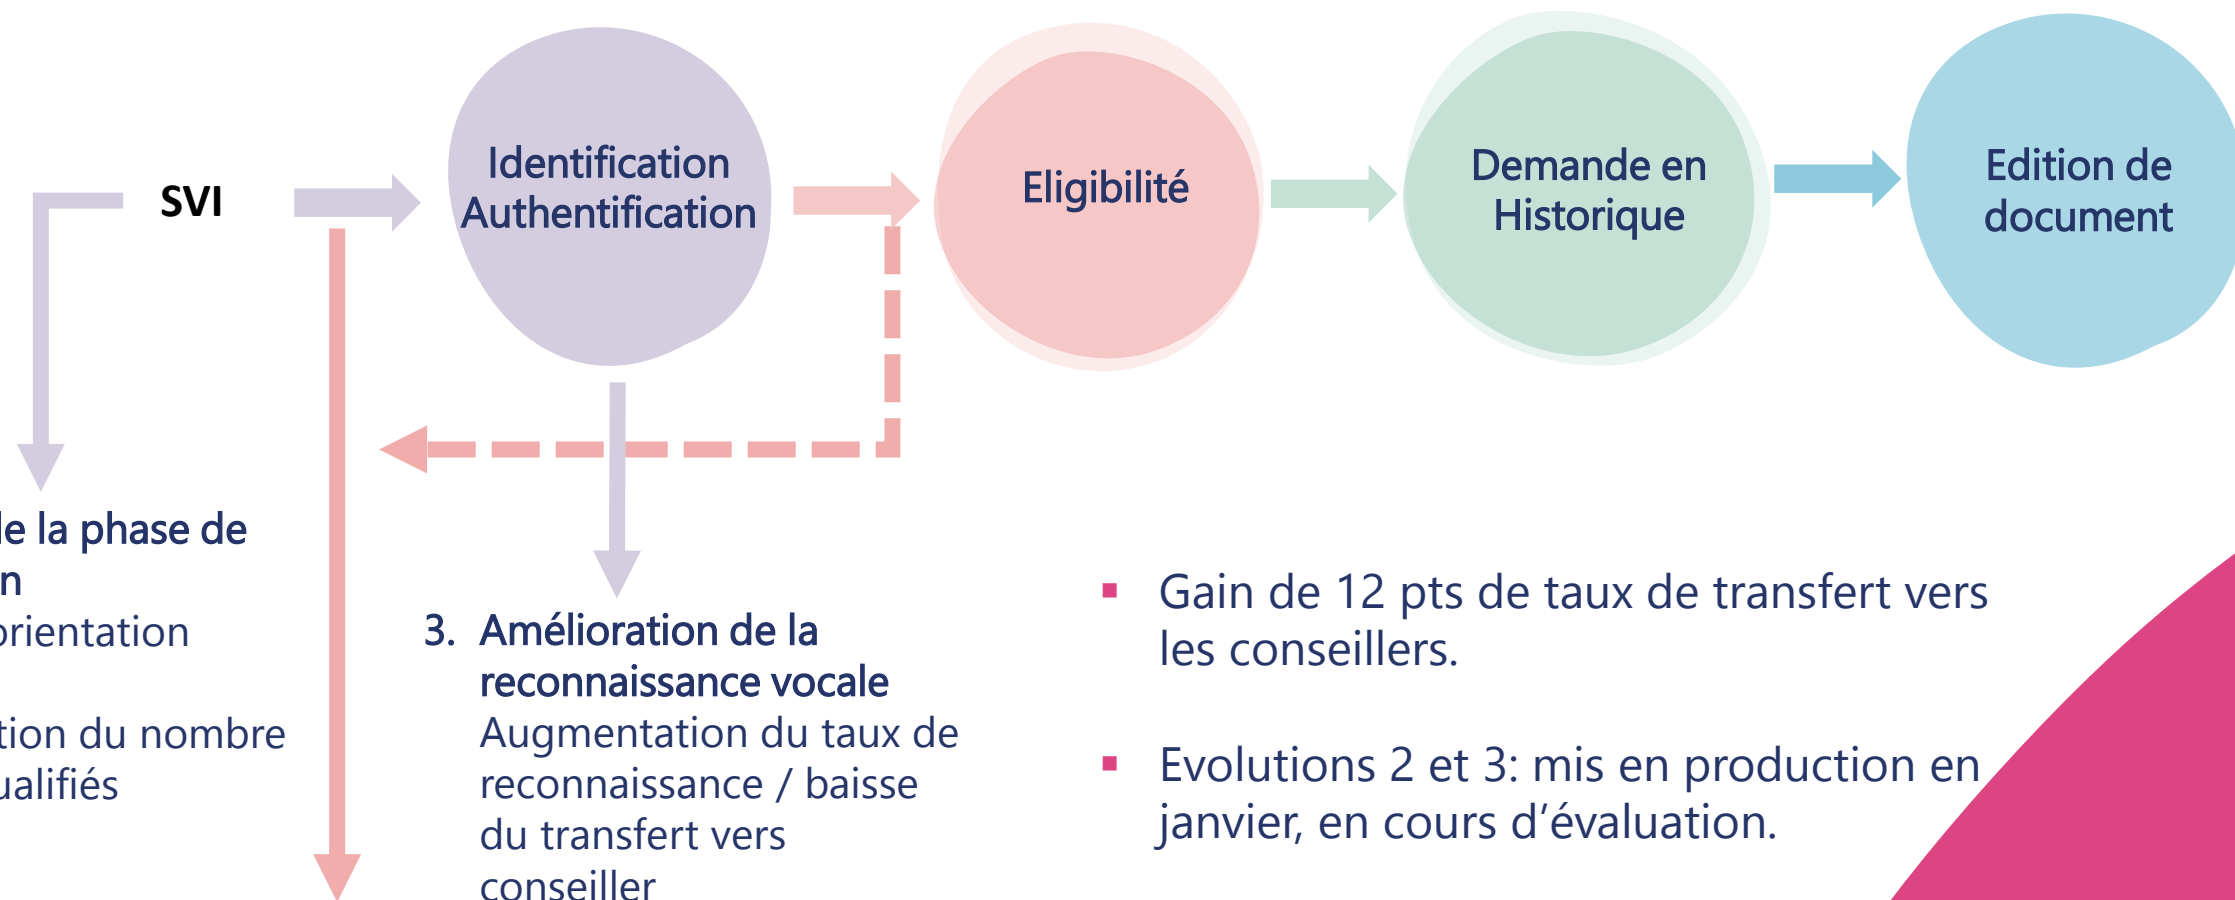 SVI
Identification
Authentification
Eligibilité
Demande en
Historique
Edition de
document
de la phase de
n
orientation
tion du nombre
ualifiés
3. Amélioration de la
reconnaissance vocale
Augmentation du taux de
reconnaissance / baisse
du transfert vers
conseiller
▪ Gain de 12 pts de taux de transfert vers
les conseillers.
▪ Evolutions 2 et 3: mis en production en
janvier, en cours d’évaluation.